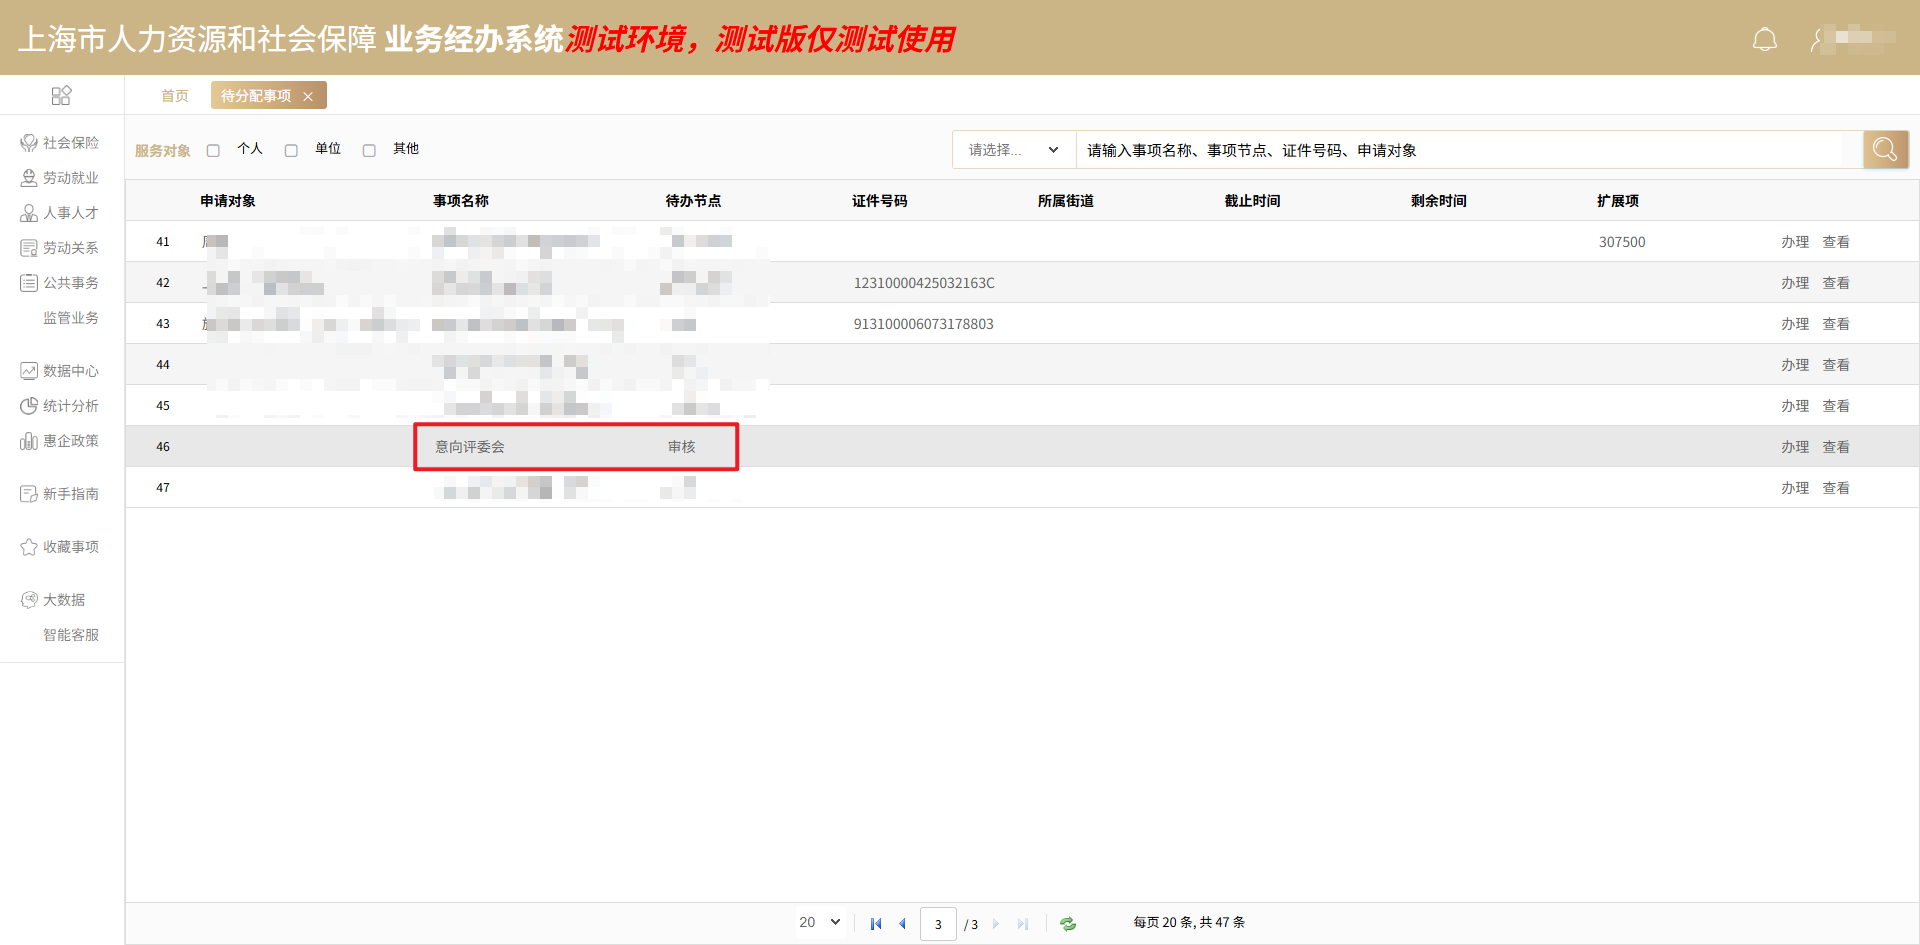 上海市人力资源和社会保障 业务经办系统测试环境，测试版仅测试使用
首页 待分配事项
社会保险
劳动就业
人事人才
劳动关系
公共事务
监管业务
数据中心
统计分析
惠企政策
新手指南
收藏事项
大数据
智能客服
服务对象 个人 单位 其他 请选择... 请输入事项名称、事项节点、证件号码、申请对象
申请对象 事项名称 待办节点 证件号码 所属街道 截止时间 剩余时间 扩展项
41 307500 办理 查看
42 12310000425032163C 办理 查看
43 913100006073178803 办理 查看
44 办理 查看
45 办理 查看
46 意向评委会 审核 办理 查看
47 办理 查看
20 3 / 3 每页 20 条, 共 47 条